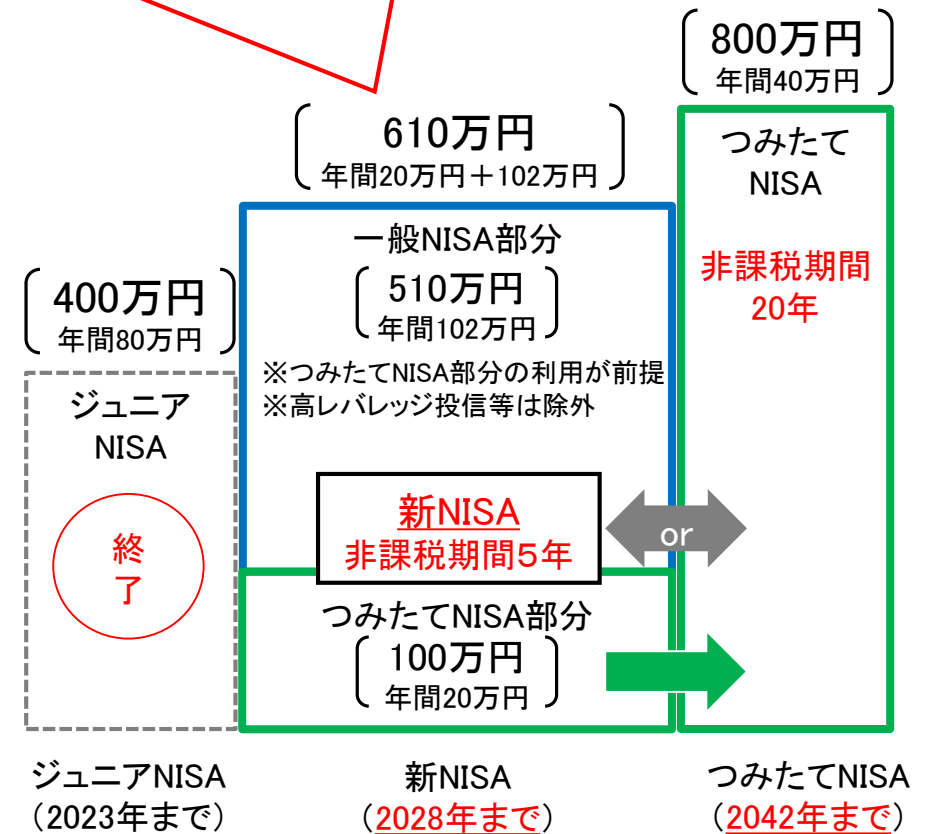 800万円
年間40万円
610万円
年間20万円＋102万円
400万円
年間80万円
ジュニア
NISA
終
了
一般NISA部分
510万円
年間102万円
※つみたてNISA部分の利用が前提
※高レバレッジ投信等は除外
新NISA
非課税期間5年
つみたてNISA部分
100万円
年間20万円
or
つみたて
NISA
非課税期間
20年
ジュニアNISA
（2023年まで）
新NISA
（2028年まで）
つみたてNISA
（2042年まで）